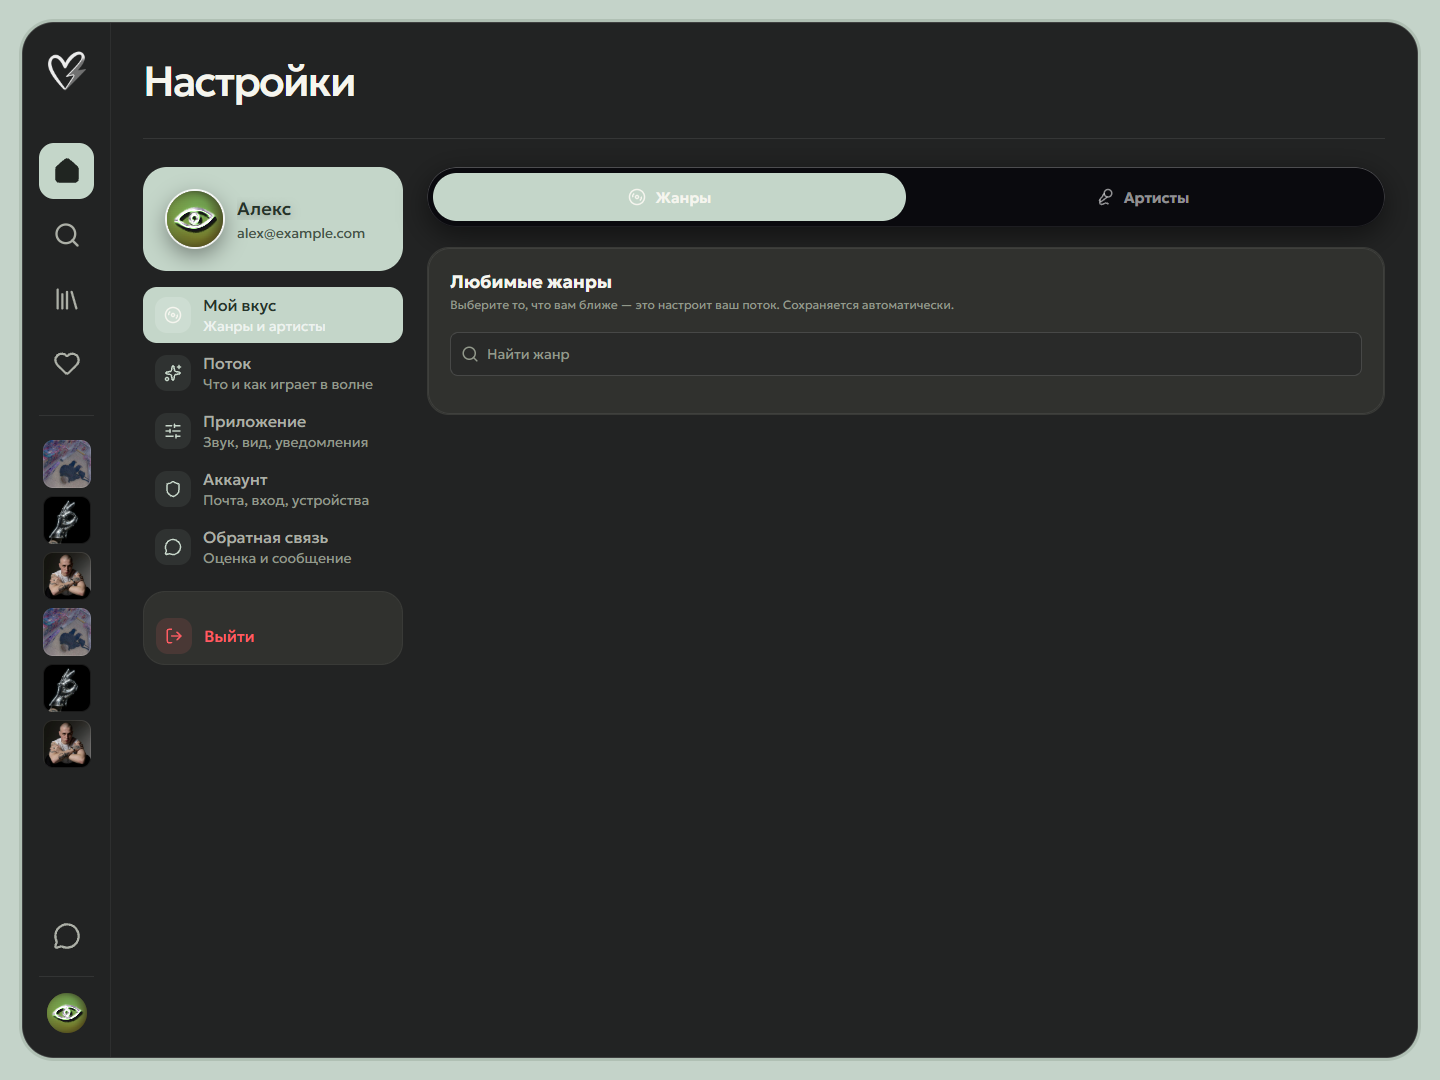 Настройки
Алекс
alex@example.com
Мой вкус
Жанры и артисты
Поток
Что и как играет в волне
Приложение
Звук, вид, уведомления
Аккаунт
Почта, вход, устройства
Обратная связь
Оценка и сообщение
Выйти
Жанры
Артисты
Любимые жанры
Выберите то, что вам ближе — это настроит ваш поток. Сохраняется автоматически.
Найти жанр